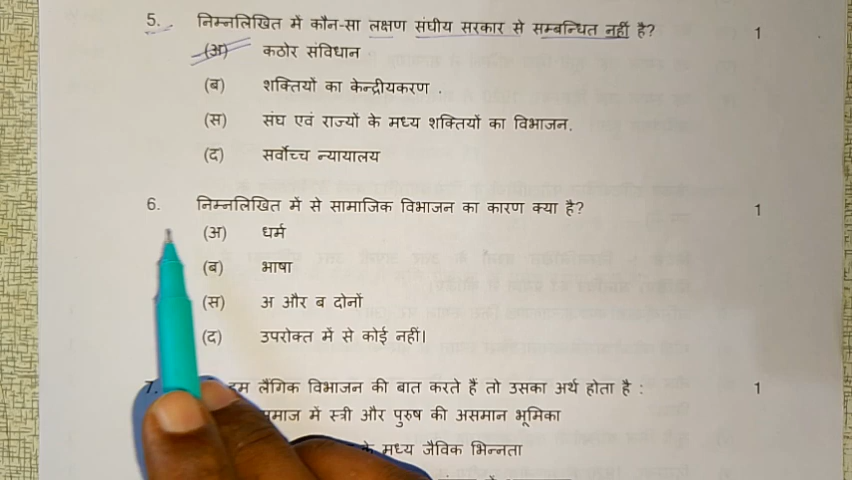 5. निम्नलिखित में कौन-सा लक्षण संघीय सरकार से सम्बन्धित नहीं है? 1
(अ) कठोर संविधान
(ब) शक्तियों का केन्द्रीयकरण .
(स) संघ एवं राज्यों के मध्य शक्तियों का विभाजन.
(द) सर्वोच्च न्यायालय
6. निम्नलिखित में से सामाजिक विभाजन का कारण क्या है? 1
(अ) धर्म
(ब) भाषा
(स) अ और ब दोनों
(द) उपरोक्त में से कोई नहीं।
7. हम लैंगिक विभाजन की बात करते हैं तो उसका अर्थ होता है : 1
समाज में स्त्री और पुरुष की असमान भूमिका
के मध्य जैविक भिन्नता